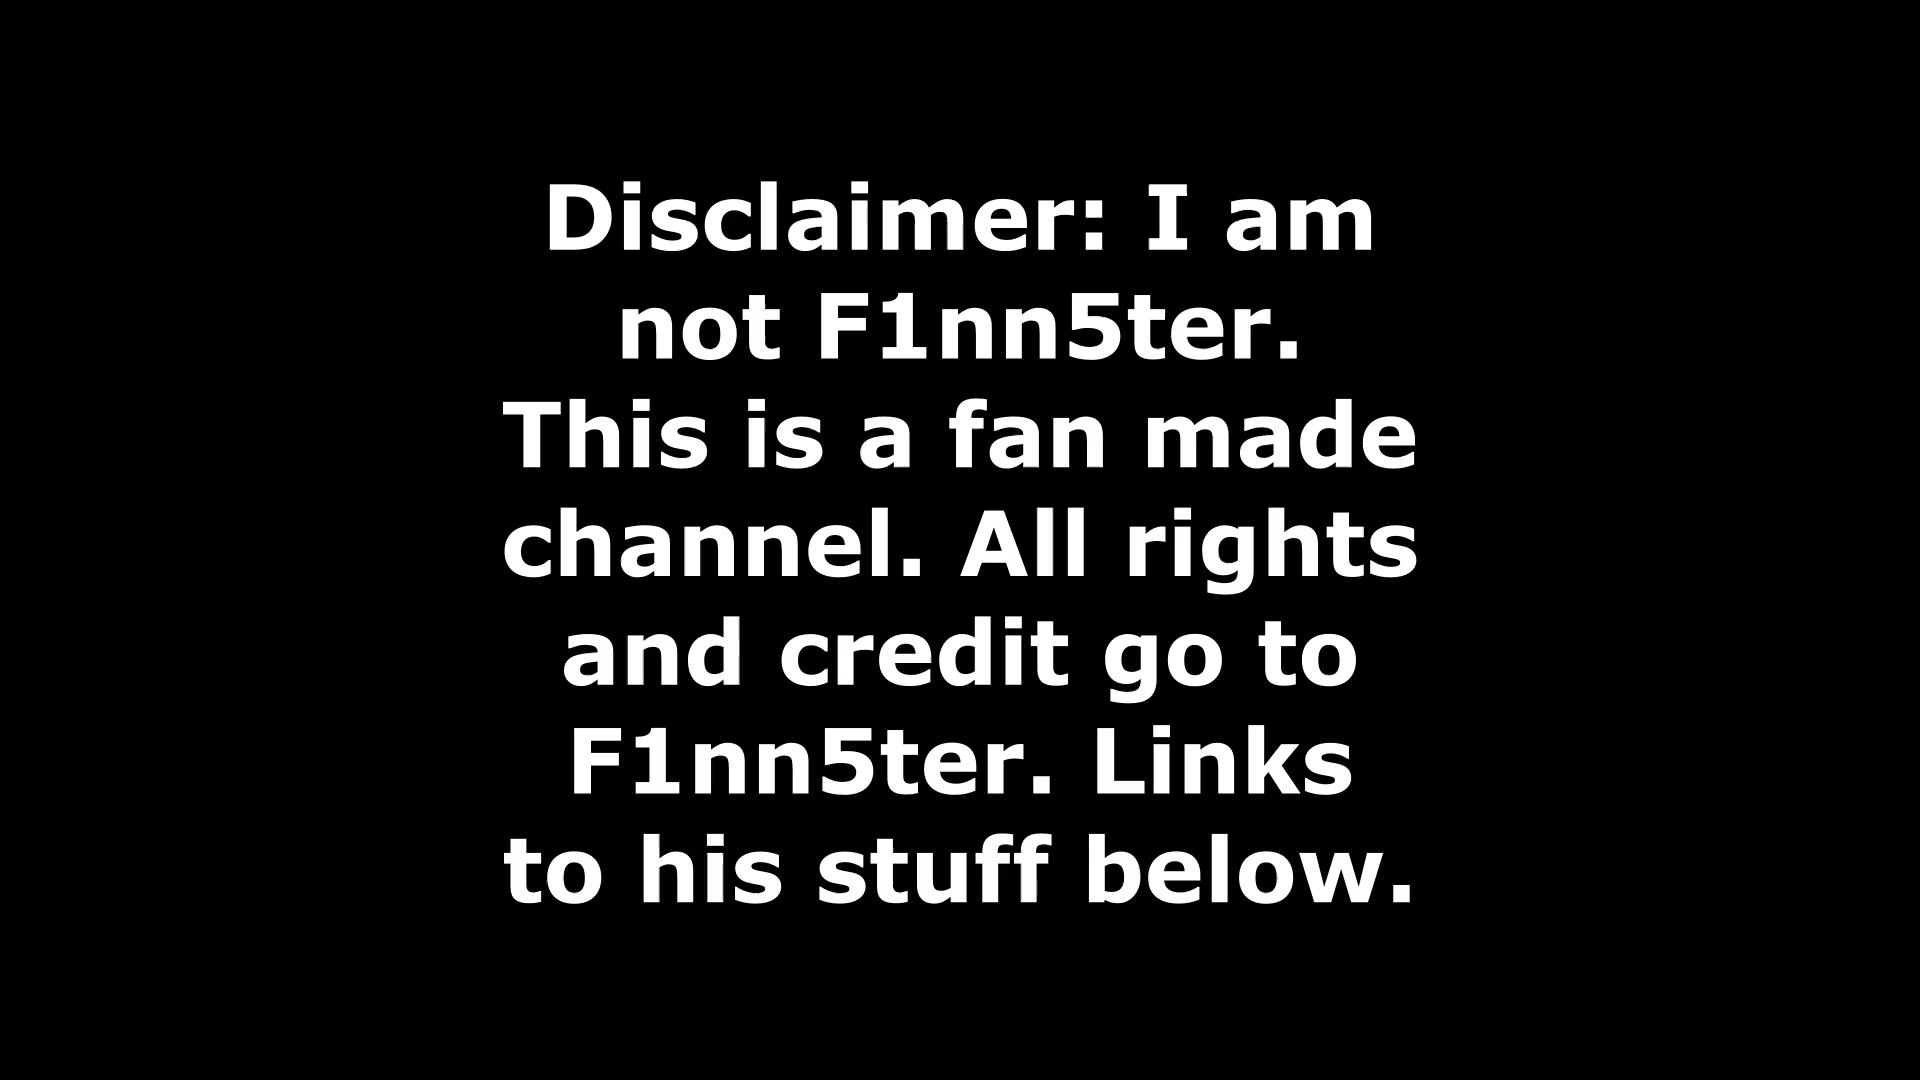 Disclaimer: I am
not F1nn5ter.
This is a fan made
channel. All rights
and credit go to
F1nn5ter. Links
to his stuff below.